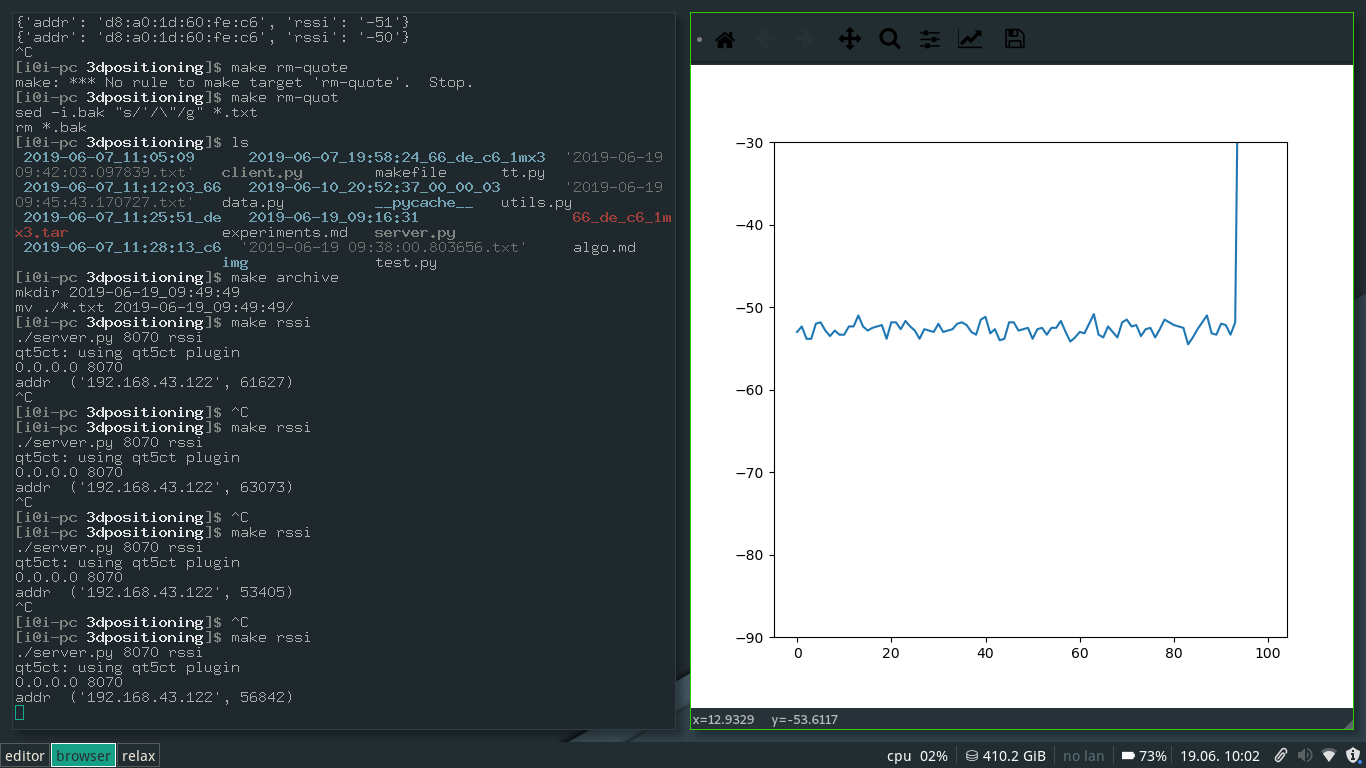 {'addr': 'd8:a0:1d:60:fe:c6', 'rssi': '-51'}
{'addr': 'd8:a0:1d:60:fe:c6', 'rssi': '-50'}
^C
[i@i-pc 3dpositioning]$ make rm-quote
make: *** No rule to make target 'rm-quote'.  Stop.
[i@i-pc 3dpositioning]$ make rm-quot
sed -i.bak "s/'/\"/g" *.txt
rm *.bak
[i@i-pc 3dpositioning]$ ls
2019-06-07_11:05:09      2019-06-07_19:58:24_66_de_c6_1mx3  '2019-06-19
09:42:03.097839.txt'   client.py        makefile      tt.py
2019-06-07_11:12:03_66   2019-06-10_20:52:37_00_00_03       '2019-06-19
09:45:43.170727.txt'   data.py          __pycache__   utils.py
2019-06-07_11:25:51_de   2019-06-19_09:16:31                 66_de_c6_1m
x3.tar                 experiments.md   server.py
2019-06-07_11:28:13_c6  '2019-06-19 09:38:00.803656.txt'     algo.md
img              test.py
[i@i-pc 3dpositioning]$ make archive
mkdir 2019-06-19_09:49:49
mv ./*.txt 2019-06-19_09:49:49/
[i@i-pc 3dpositioning]$ make rssi
./server.py 8070 rssi
qt5ct: using qt5ct plugin
0.0.0.0 8070
addr  ('192.168.43.122', 61627)
^C
[i@i-pc 3dpositioning]$ ^C
[i@i-pc 3dpositioning]$ make rssi
./server.py 8070 rssi
qt5ct: using qt5ct plugin
0.0.0.0 8070
addr  ('192.168.43.122', 63073)
^C
[i@i-pc 3dpositioning]$ ^C
[i@i-pc 3dpositioning]$ make rssi
./server.py 8070 rssi
qt5ct: using qt5ct plugin
0.0.0.0 8070
addr  ('192.168.43.122', 53405)
^C
[i@i-pc 3dpositioning]$ ^C
[i@i-pc 3dpositioning]$ make rssi
./server.py 8070 rssi
qt5ct: using qt5ct plugin
0.0.0.0 8070
addr  ('192.168.43.122', 56842)
−30
−40
−50
−60
−70
−80
−90
0 20 40 60 80 100
x=12.9329    y=-53.6117
editor browser relax
cpu 02% 410.2 GiB no lan 73% 19.06. 10:02